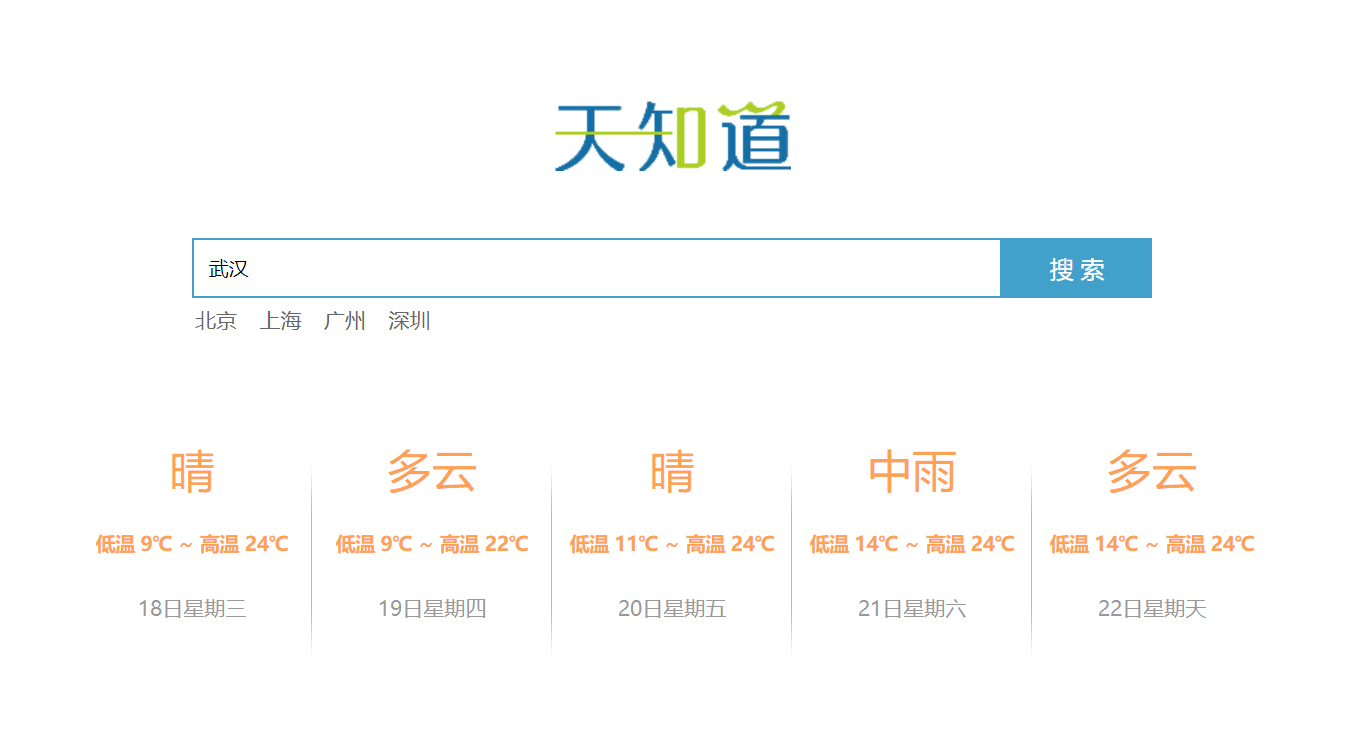 天知道
武汉 搜 索
北京 上海 广州 深圳
晴 多云 晴 中雨 多云
低温 9℃ ~ 高温 24℃ 低温 9℃ ~ 高温 22℃ 低温 11℃ ~ 高温 24℃ 低温 14℃ ~ 高温 24℃ 低温 14℃ ~ 高温 24℃
18日星期三 19日星期四 20日星期五 21日星期六 22日星期天